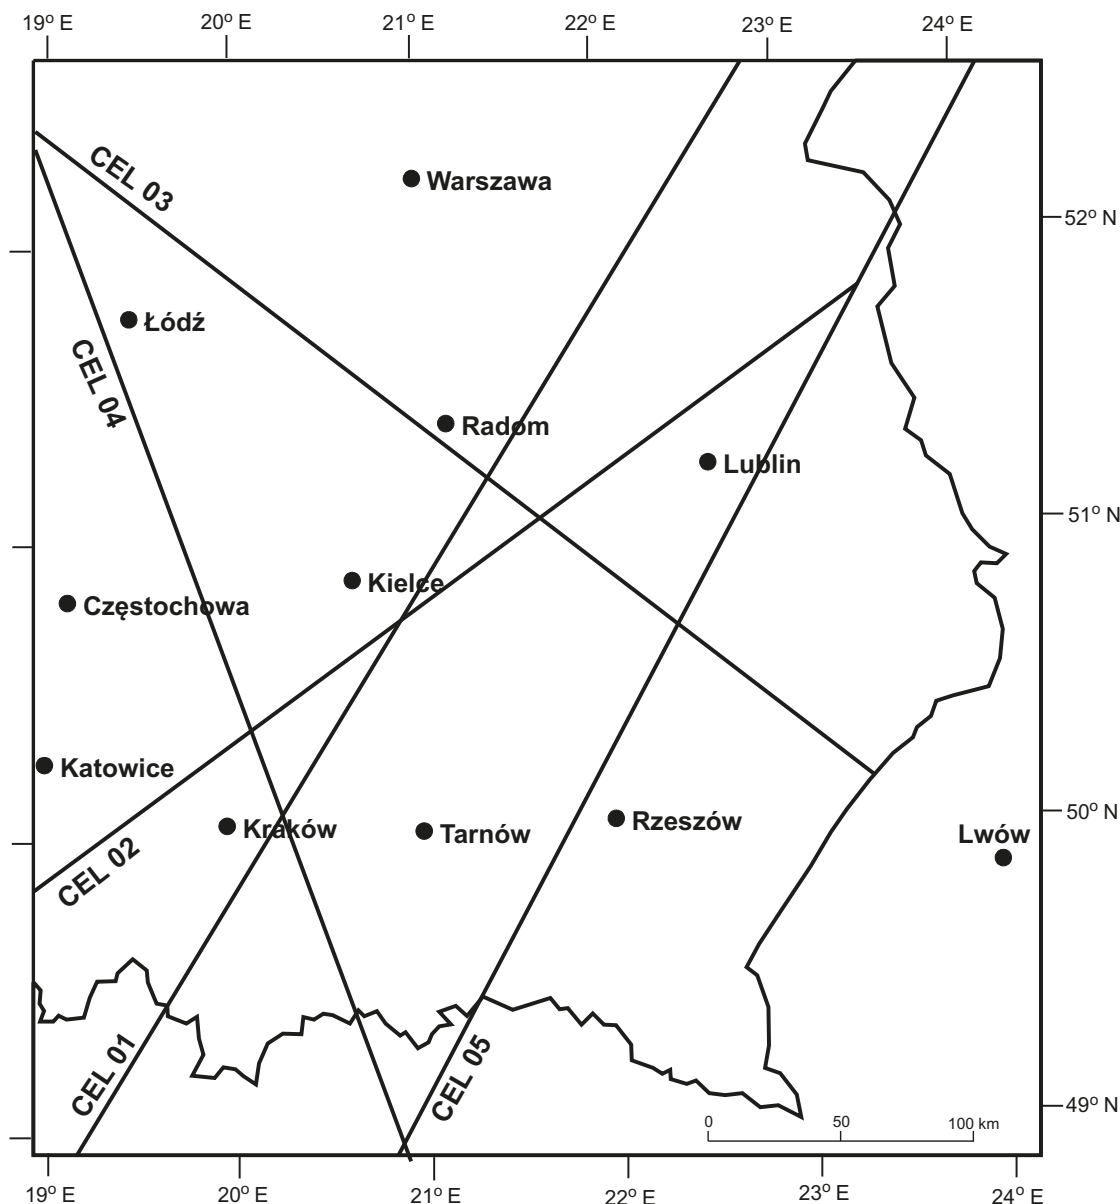 19° E 20° E 21° E 22° E 23° E 24° E
CEL 03
Warszawa
52° N
Łódź
CEL 04
Radom
Lublin
51° N
Kielce
Częstochowa
Katowice
50° N
Kraków
Tarnów
Rzeszów
Lwów
CEL 02
CEL 01
CEL 05
49° N
0 50 100 km
19° E 20° E 21° E 22° E 23° E 24° E